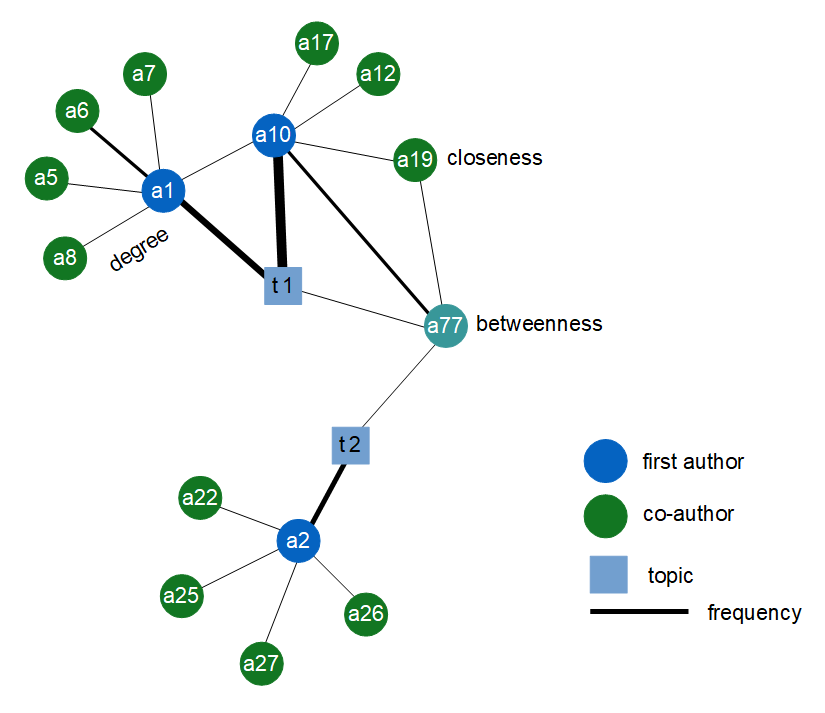 a17
a7
a12
a6
a10
a19 closeness
a5
a1
degree
a8
t 1
a77 betweenness
t 2
first author
a22
co-author
a2
topic
a25
a26
frequency
a27